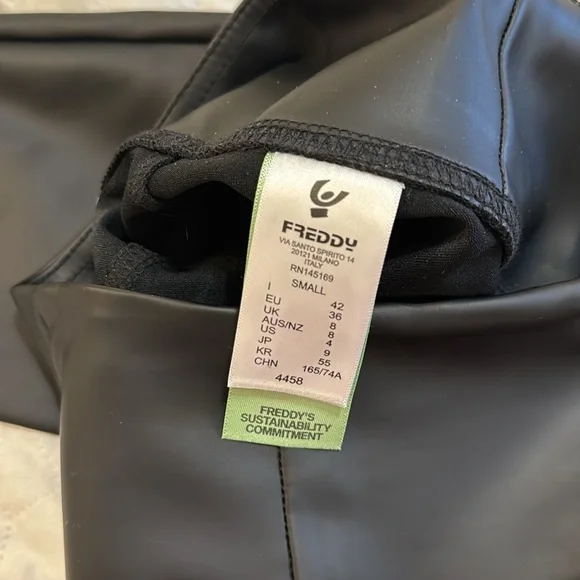 FREDDY
VIA SANTO SPIRITO 14
20121 MILANO
ITALY
RN145169
SMALL
I 42
EU 36
UK 8
AUS/NZ 8
US 4
JP 9
KR 55
CHN 165/74A
4458
FREDDY'S
SUSTAINABILITY
COMMITMENT